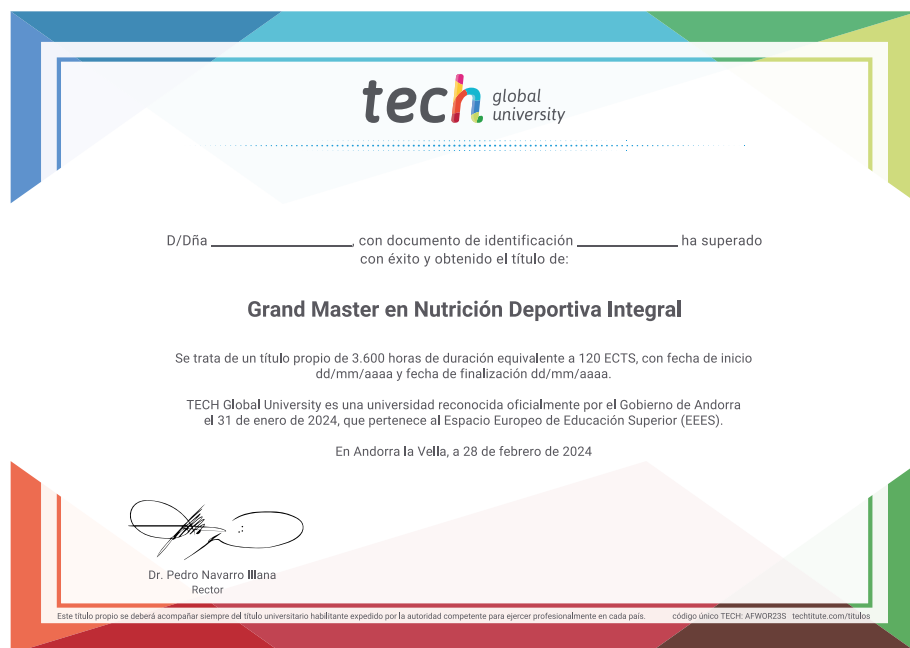 tech global
university
D/Dña ______________, con documento de identificación __________ ha superado
con éxito y obtenido el título de:
Grand Master en Nutrición Deportiva Integral
Se trata de un título propio de 3.600 horas de duración equivalente a 120 ECTS, con fecha de inicio
dd/mm/aaaa y fecha de finalización dd/mm/aaaa.
TECH Global University es una universidad reconocida oficialmente por el Gobierno de Andorra
el 31 de enero de 2024, que pertenece al Espacio Europeo de Educación Superior (EEES).
En Andorra la Vella, a 28 de febrero de 2024
Dr. Pedro Navarro Illana
Rector
Este título propio se deberá acompañar siempre del título universitario habilitante expedido por la autoridad competente para ejercer profesionalmente en cada país. código único TECH: AFWOR23S techtitute.com/titulos